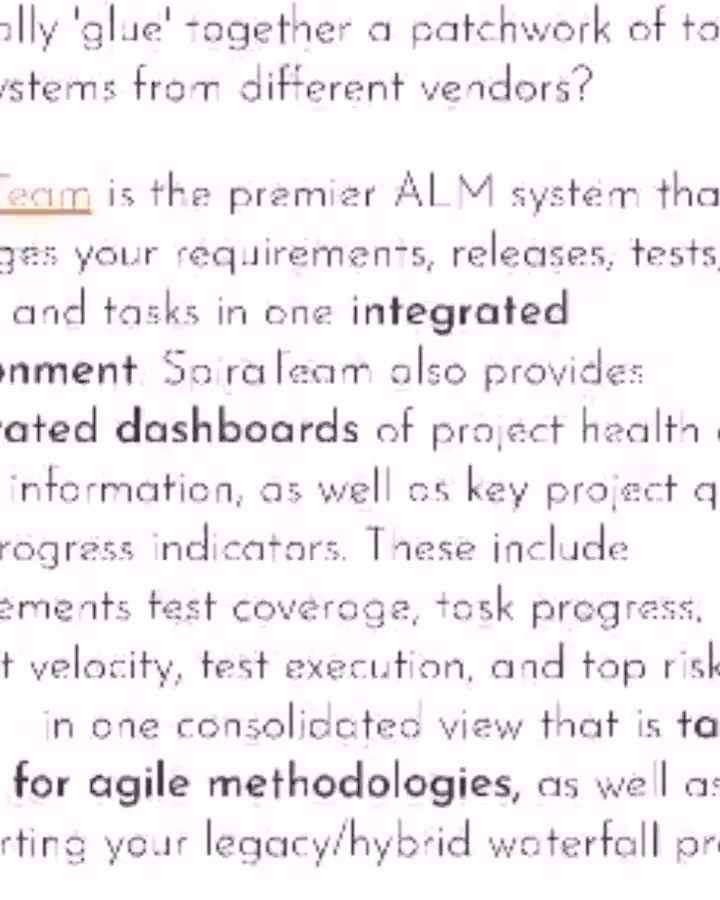 ally 'glue' together a patchwork of to
ystems from different vendors?
Team is the premier ALM system tha
ges your requirements, releases, tests,
and tasks in one integrated
onment. SpiraTeam also provides
rated dashboards of project health
information, as well as key project q
rogress indicators. These include
ements test coverage, task progress,
t velocity, test execution, and top risk
in one consolidated view that is ta
for agile methodologies, as well as
rting your legacy/hybrid waterfall pr